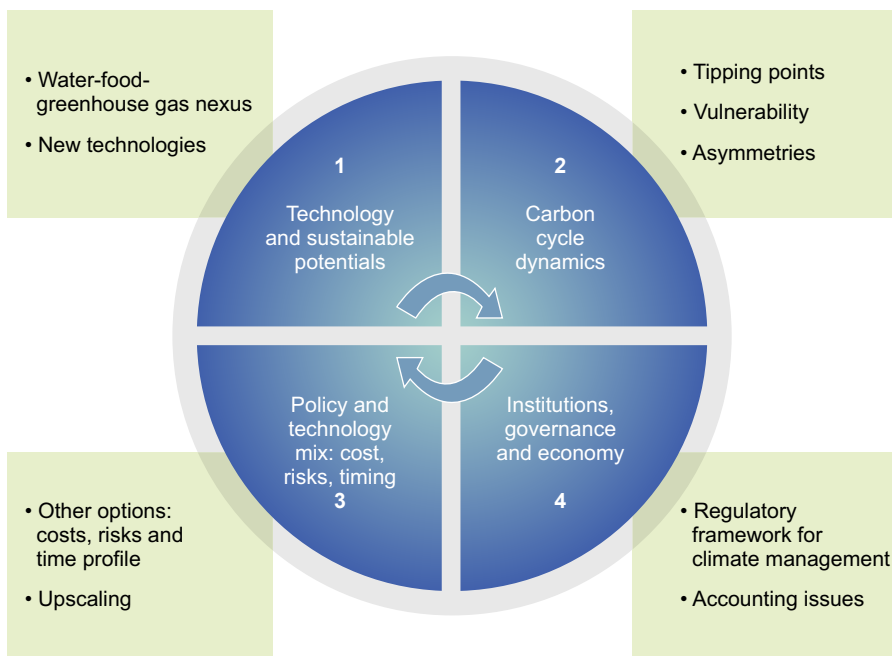 • Water-food-
greenhouse gas nexus
• New technologies
• Tipping points
• Vulnerability
• Asymmetries
1
Technology
and sustainable
potentials
2
Carbon
cycle
dynamics
Policy and
technology
mix: cost,
risks, timing
3
Institutions,
governance
and economy
4
• Other options:
costs, risks and
time profile
• Upscaling
• Regulatory
framework for
climate management
• Accounting issues